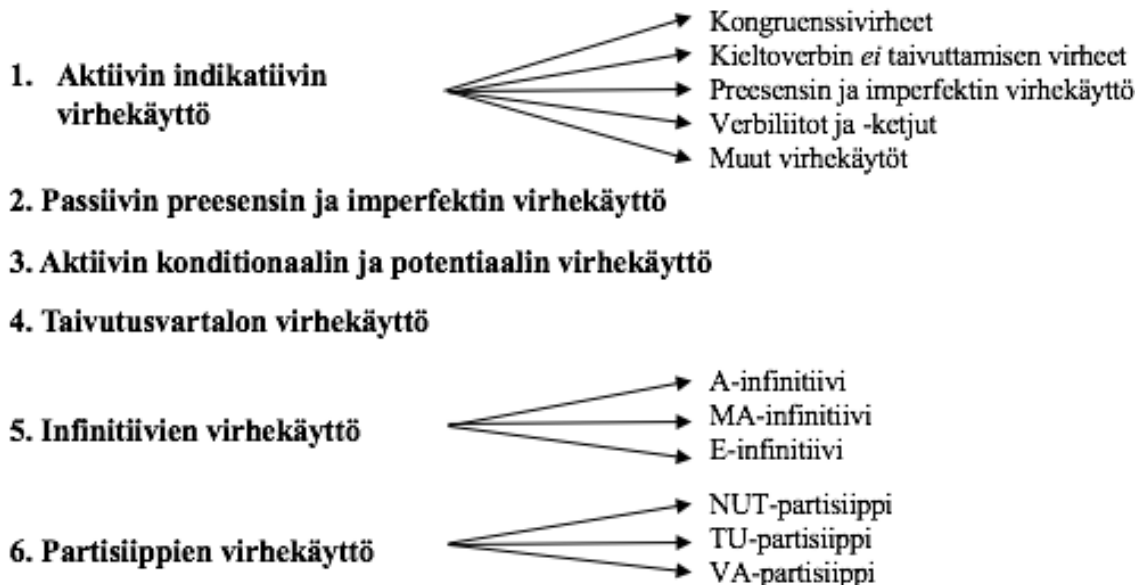 Kongruenssivirheet
Kieltoverbin ei taivuttamisen virheet
1. Aktiivin indikatiivin
virhekäyttö
Preesensin ja imperfektin virhekäyttö
Verbiliitot ja -ketjut
Muut virhekäytöt
2. Passiivin preesensin ja imperfektin virhekäyttö
3. Aktiivin konditionaalin ja potentiaalin virhekäyttö
4. Taivutusvartalon virhekäyttö
5. Infinitiivien virhekäyttö
A-infinitiivi
MA-infinitiivi
E-infinitiivi
6. Partisiippien virhekäyttö
NUT-partisiippi
TU-partisiippi
VA-partisiippi